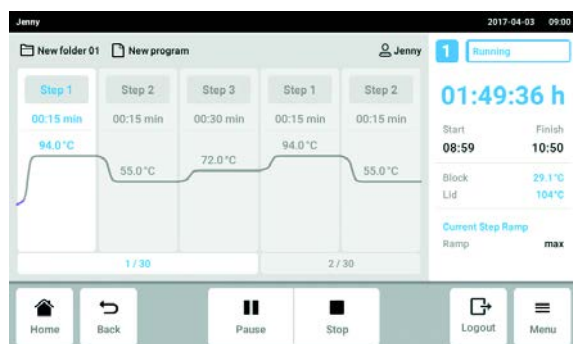 Jenny 2017-04-03 09:00
New folder 01 New program Jenny 1 Running
Step 1 Step 2 Step 3 Step 1 Step 2
01:49:36 h
00:15 min 00:15 min 00:30 min 00:15 min 00:15 min
Start Finish
94.0°C 94.0°C
08:59 10:50
72.0°C
55.0°C 55.0°C
Block 29.1°C
Lid 104°C
Current Step Ramp
Ramp max
1 / 30 2 / 30
Home Back Pause Stop Logout Menu